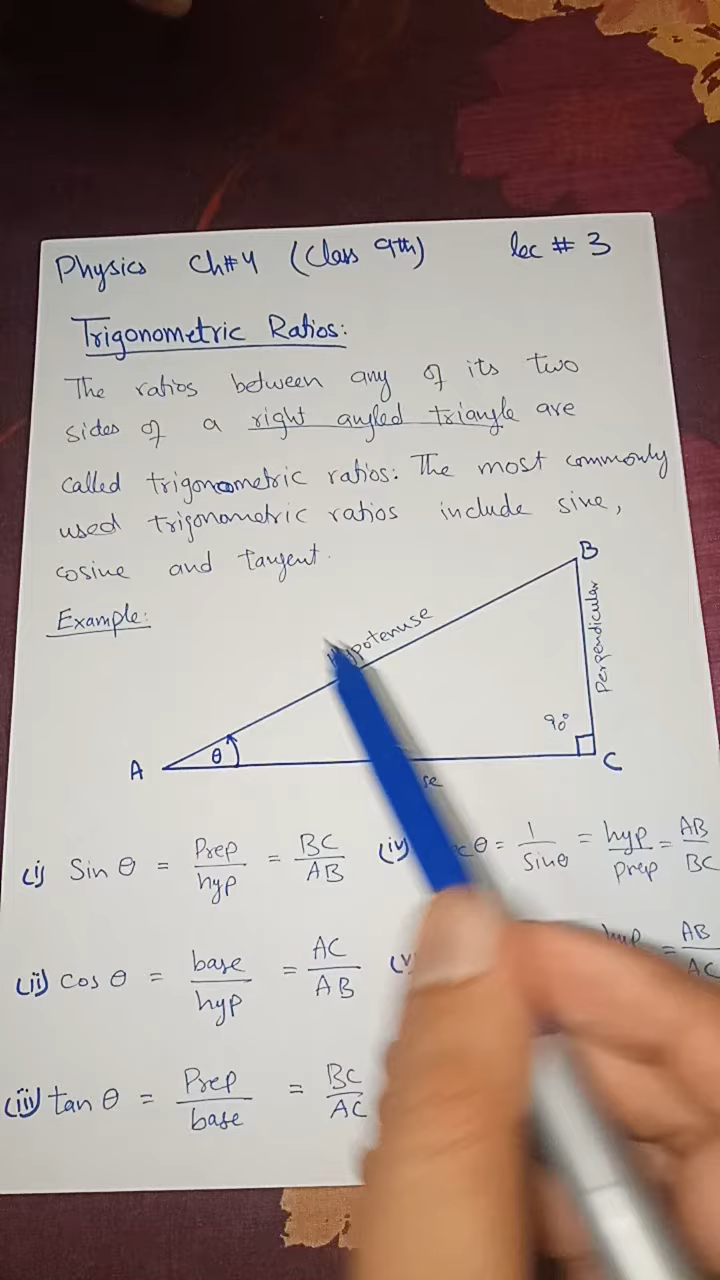 Physics Ch#4 (Class 9th) lec # 3
Trigonometric Ratios:
The ratios between any of its two
sides of a right angled triangle are
called trigonometric ratios. The most commonly
used trigonometric ratios include sine,
cosine and tangent.
Example:
B
Hypotenuse
Perpendicular
90°
A θ C
(i) Sin θ = Prep/hyp = BC/AB (iv) θ = 1/Sinθ = hyp/prep = AB/BC
(ii) Cos θ = base/hyp = AC/AB (v) = AB/AC
(iii) tan θ = Prep/base = BC/AC